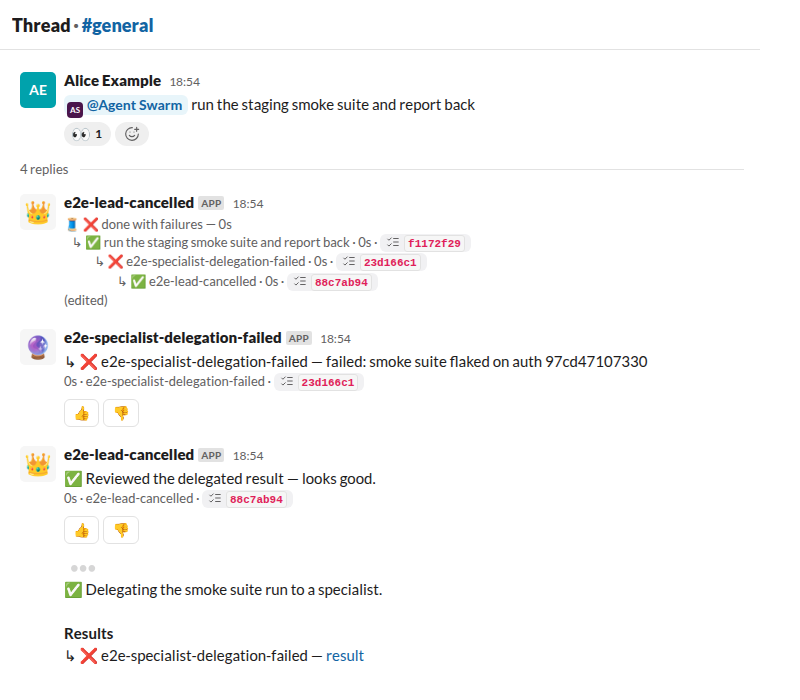 Thread · #general
AE
Alice Example 18:54
AS @Agent Swarm run the staging smoke suite and report back
👀 1
4 replies
e2e-lead-cancelled APP 18:54
🧵 ❌ done with failures — 0s
↳ ✅ run the staging smoke suite and report back · 0s · f1172f29
↳ ❌ e2e-specialist-delegation-failed · 0s · 23d166c1
↳ ✅ e2e-lead-cancelled · 0s · 88c7ab94
(edited)
e2e-specialist-delegation-failed APP 18:54
↳ ❌ e2e-specialist-delegation-failed — failed: smoke suite flaked on auth 97cd47107330
0s · e2e-specialist-delegation-failed · 23d166c1
👍 👎
e2e-lead-cancelled APP 18:54
✅ Reviewed the delegated result — looks good.
0s · e2e-lead-cancelled · 88c7ab94
👍 👎
✅ Delegating the smoke suite run to a specialist.
Results
↳ ❌ e2e-specialist-delegation-failed — result